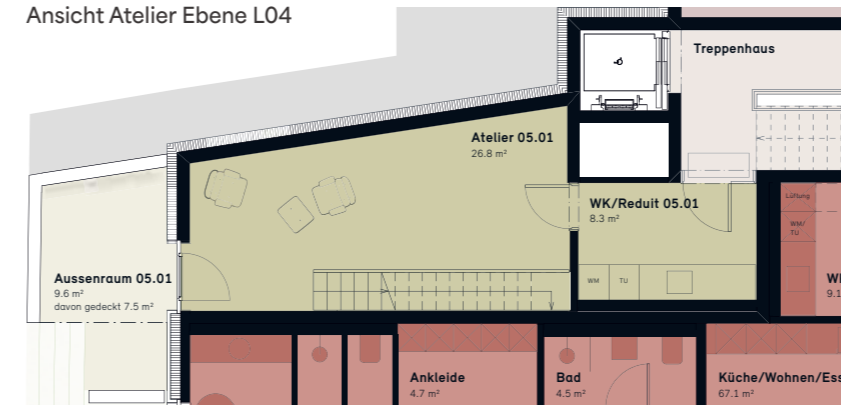 Ansicht Atelier Ebene L04
Treppenhaus
Atelier 05.01
26.8 m²
WK/Reduit 05.01
8.3 m²
Lüftung
WM/
TU
Aussenraum 05.01
9.6 m²
davon gedeckt 7.5 m²
WM
TU
9.1
Ankleide
4.7 m²
Bad
4.5 m²
Küche/Wohnen/Ess
67.1 m²